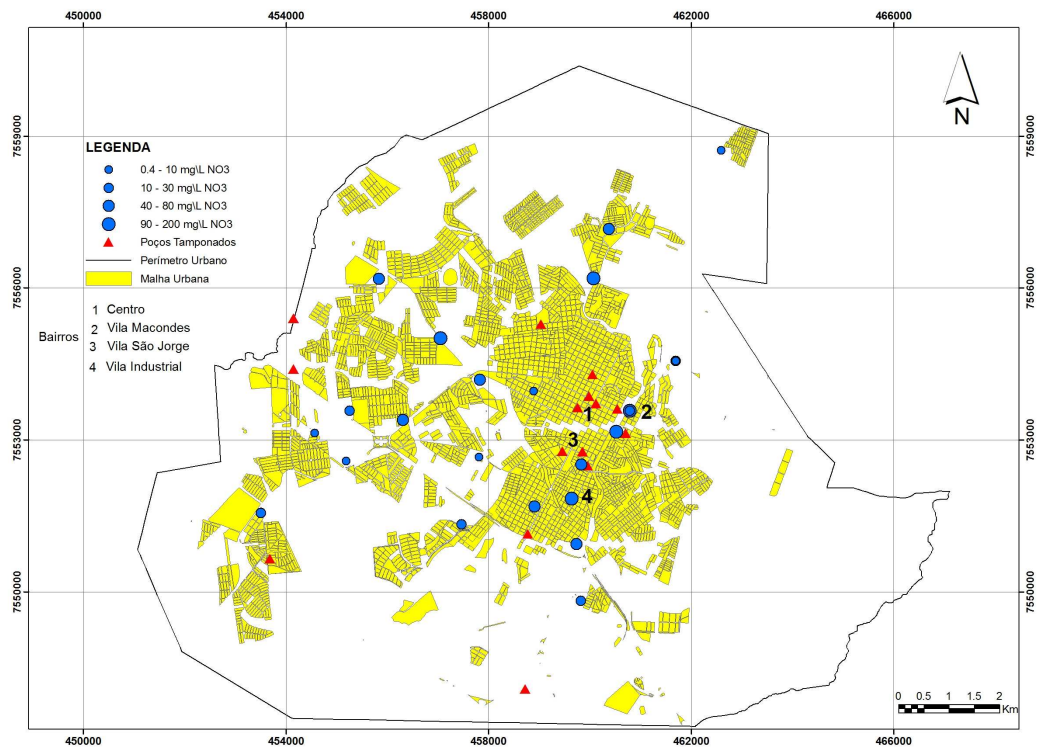 450000 454000 458000 462000 466000
N
7559000 7559000
LEGENDA
0.4 - 10 mg\L NO3
10 - 30 mg\L NO3
40 - 80 mg\L NO3
90 - 200 mg\L NO3
Poços Tamponados
Perímetro Urbano
Malha Urbana
7556000 7556000
Bairros
1 Centro
2 Vila Macondes
3 Vila São Jorge
4 Vila Industrial
1 2
7553000 3 7553000
4
7550000 7550000
0 0.5 1 1.5 2
Km
450000 454000 458000 462000 466000